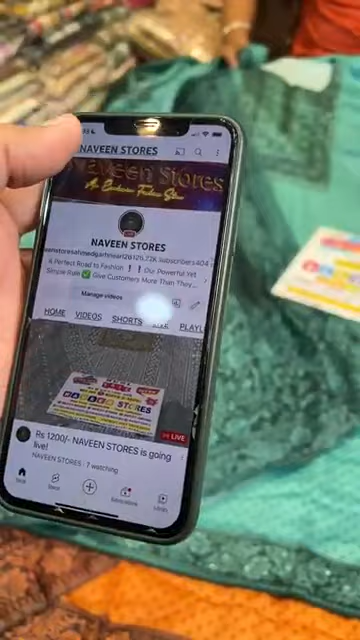 NAVEEN STORES
Naveen Stores
An Exclusive Fashion Store
NAVEEN STORES
A Perfect Road to Fashion ❗❗Our Powerful Yet
Simple Rule ✅ Give Customers More Than They...
Manage videos
HOME VIDEOS SHORTS LIVE PLAYL
STORES
LIVE
Rs 1200/- NAVEEN STORES is going
live!
NAVEEN STORES · 7 watching